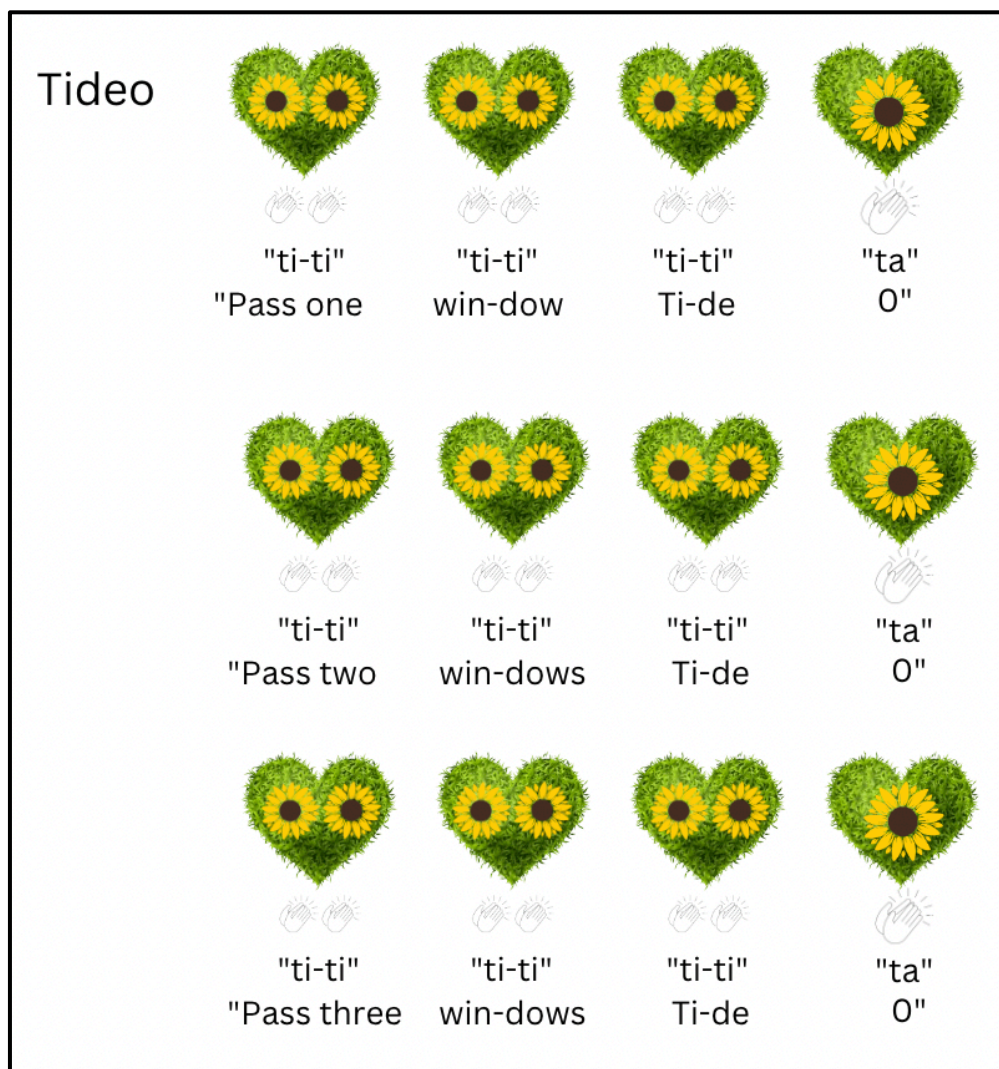 Tideo
"ti-ti" "ti-ti" "ti-ti" "ta"
"Pass one win-dow Ti-de O"
"ti-ti" "ti-ti" "ti-ti" "ta"
"Pass two win-dows Ti-de O"
"ti-ti" "ti-ti" "ti-ti" "ta"
"Pass three win-dows Ti-de O"